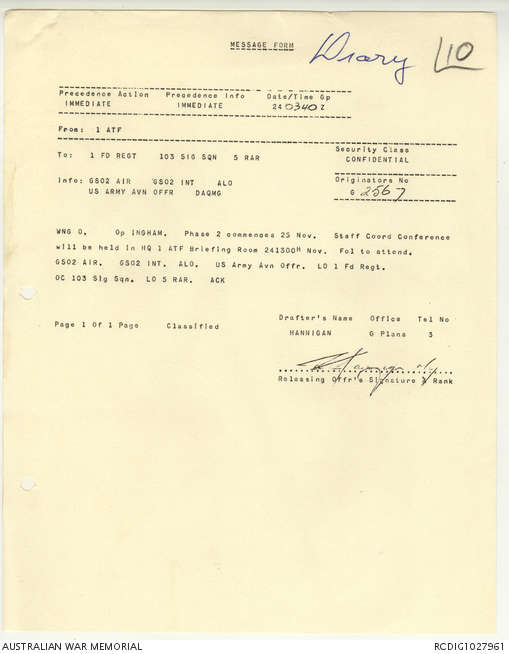 MESSAGE FORM
Diary
10
Precedence Action Precedence Info Date/Time Gp
IMMEDIATE IMMEDIATE 240340Z
From: 1 ATF
To: 1 FD REGT 103 SIG SQN 5 RAR
Security Class
CONFIDENTIAL
Info: GSO2 AIR GSO2 INT ALO
US ARMY AVN OFFR DAQMG
Originators No
G 2567
WNG O. Op INGHAM. Phase 2 commences 25 Nov. Staff Coord Conference
will be held in HQ 1 ATF Briefing Room 241300H Nov. Fol to attend.
GSO2 AIR. GSO2 INT. ALO. US Army Avn Offr. LO 1 Fd Regt.
OC 103 Sig Sqn. LO 5 RAR. ACK
Page 1 Of 1 Page Classified
Drafter's Name Office Tel No
HANNIGAN G Plans 3
Releasing Offr's Signature & Rank
AUSTRALIAN WAR MEMORIAL
RCDIG1027961